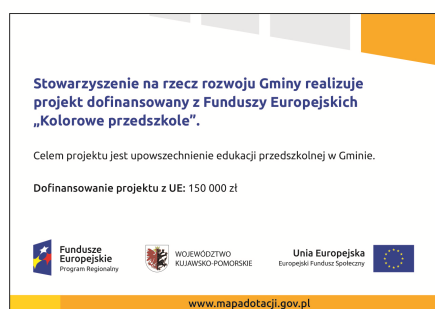 Stowarzyszenie na rzecz rozwoju Gminy realizuje
projekt dofinansowany z Funduszy Europejskich
„Kolorowe przedszkole”.
Celem projektu jest upowszechnienie edukacji przedszkolnej w Gminie.
Dofinansowanie projektu z UE: 150 000 zł
Fundusze
Europejskie
Program Regionalny
WOJEWÓDZTWO
KUJAWSKO-POMORSKIE
Unia Europejska
Europejski Fundusz Społeczny
www.mapadotacji.gov.pl